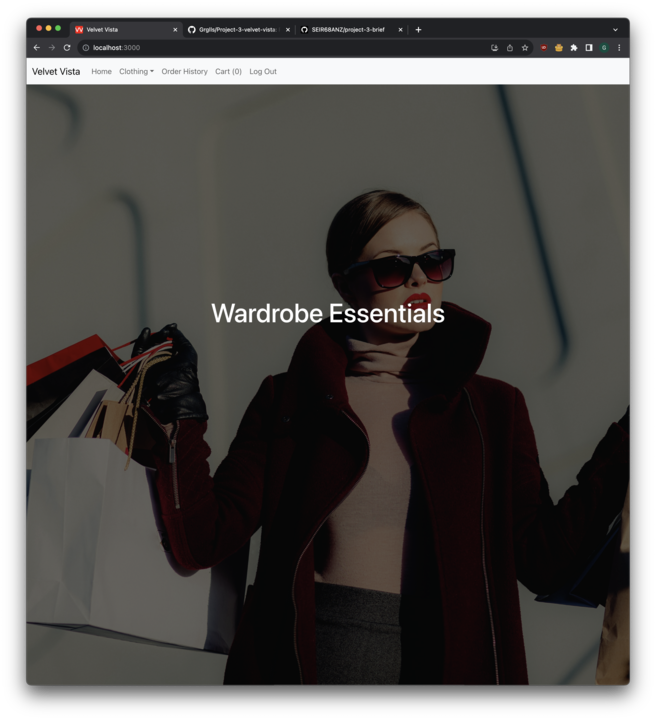 Velvet Vista
Grglls/Project-3-velvet-vista:
SEIR68ANZ/project-3-brief
localhost:3000
G
Velvet Vista Home Clothing Order History Cart (0) Log Out
Wardrobe Essentials